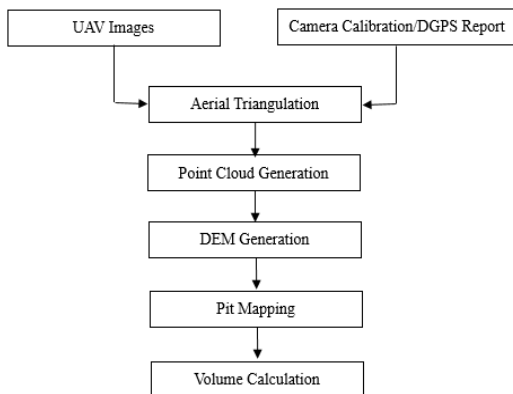 UAV Images
Camera Calibration/DGPS Report
Aerial Triangulation
Point Cloud Generation
DEM Generation
Pit Mapping
Volume Calculation